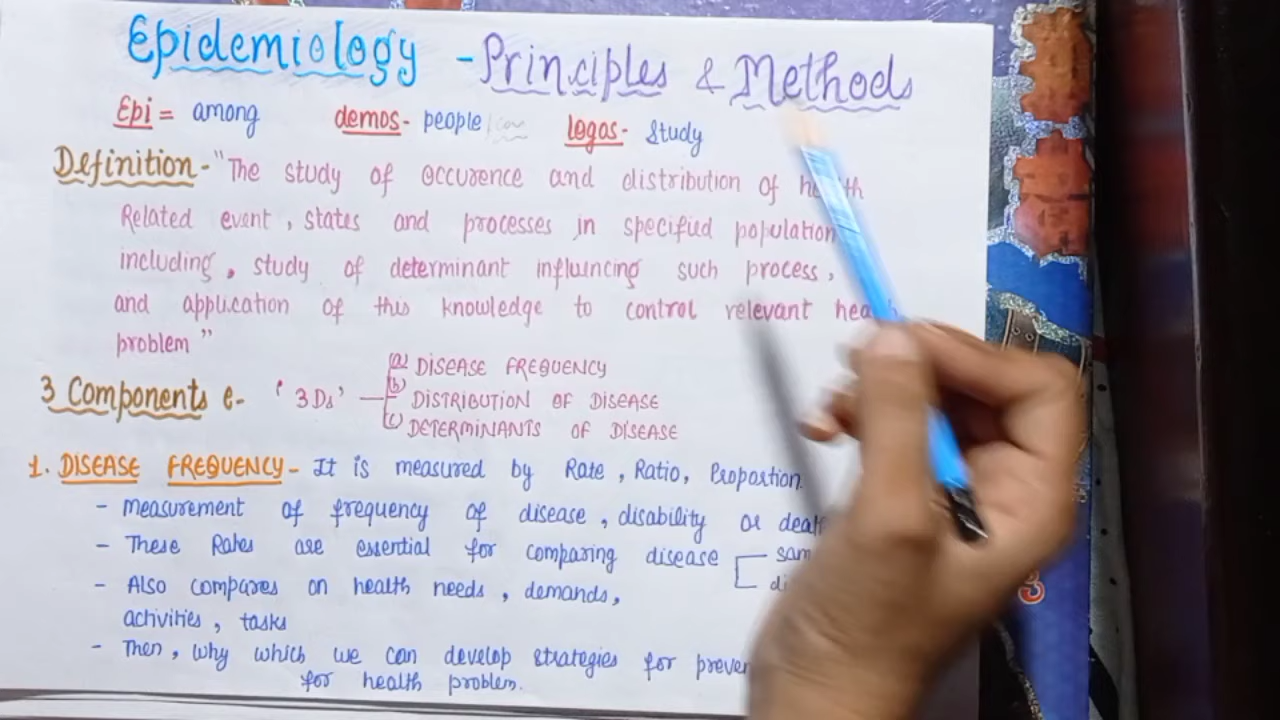 Epidemiology - Principles & Methods
Epi = among demos - people logos - Study
Definition - "The study of occurence and distribution of
Related event, states and processes in specified population
including, study of determinant influencing such process,
and application of this knowledge to control relevant
problem"
3 Components :- '3Ds' - (a) DISEASE FREQUENCY
(b) DISTRIBUTION OF DISEASE
(c) DETERMINANTS OF DISEASE
1. DISEASE FREQUENCY - It is measured by Rate, Ratio, Proportion.
- Measurement of frequency of disease, disability or
- These Rates are essential for comparing disease
- Also compares on health needs, demands,
activities, tasks
- Then, why which we can develop strategies for
for health problem.
3